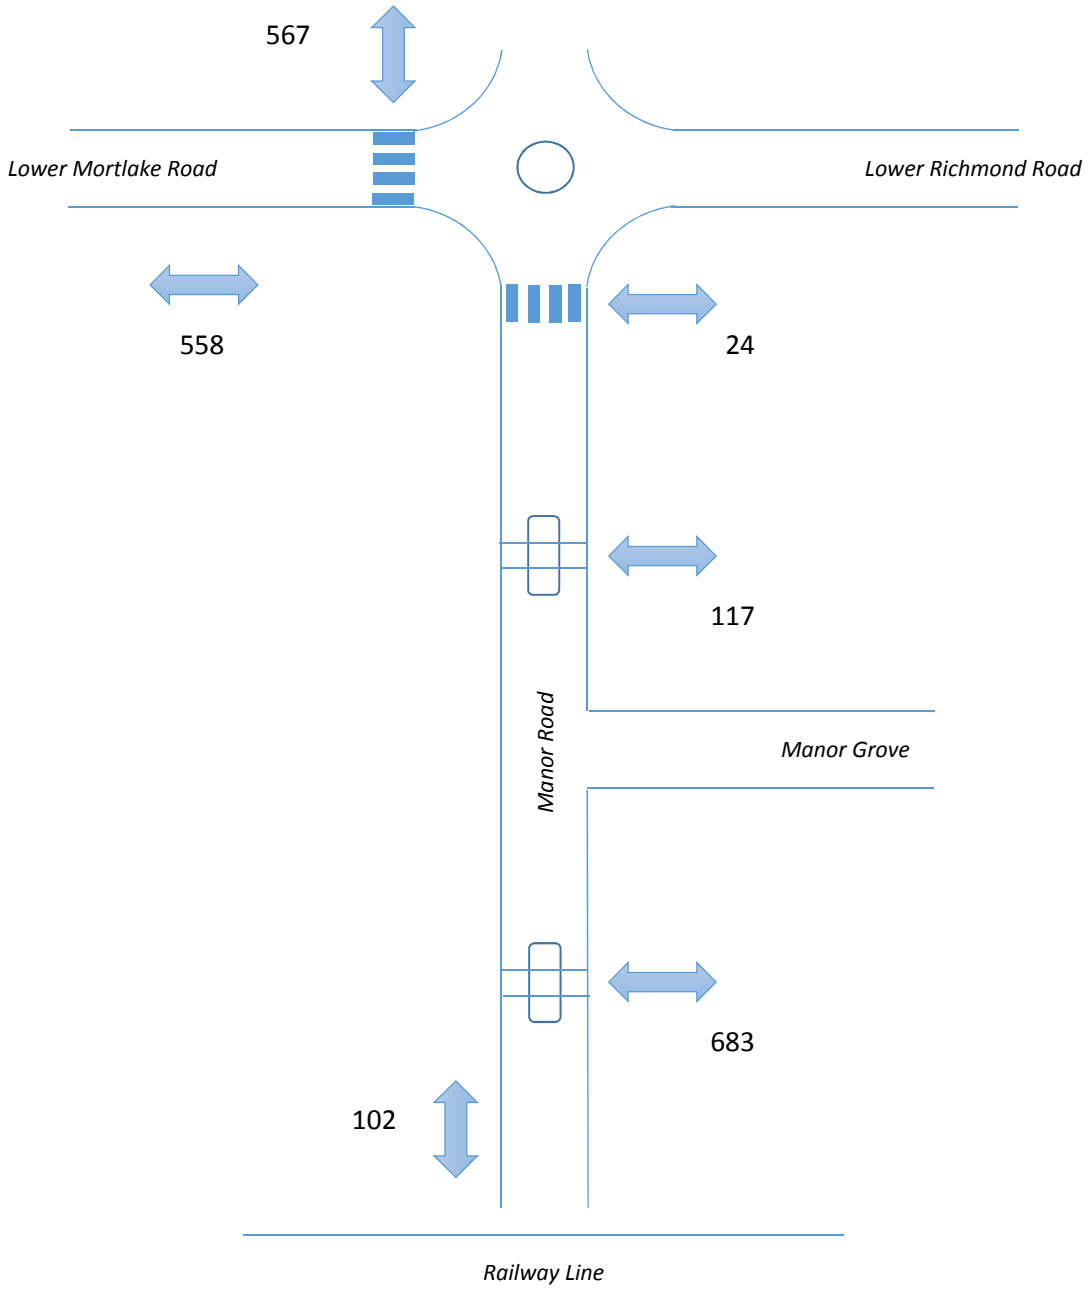 567
Lower Mortlake Road
Lower Richmond Road
558
24
117
Manor Road
Manor Grove
683
102
Railway Line